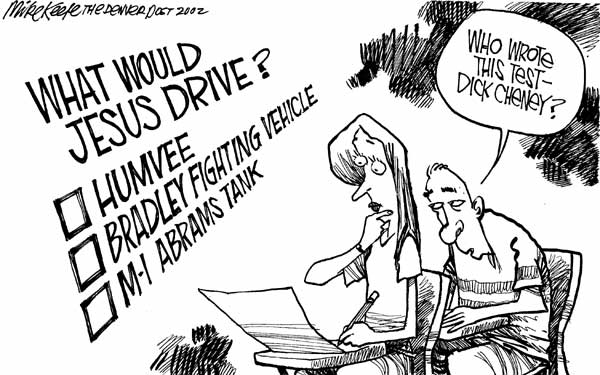 MIKE KEEFE THE DENVER POST 2002
WHAT WOULD
JESUS DRIVE?
HUMVEE
BRADLEY FIGHTING VEHICLE
M-1 ABRAMS TANK
WHO WROTE
THIS TEST—
DICK CHENEY?